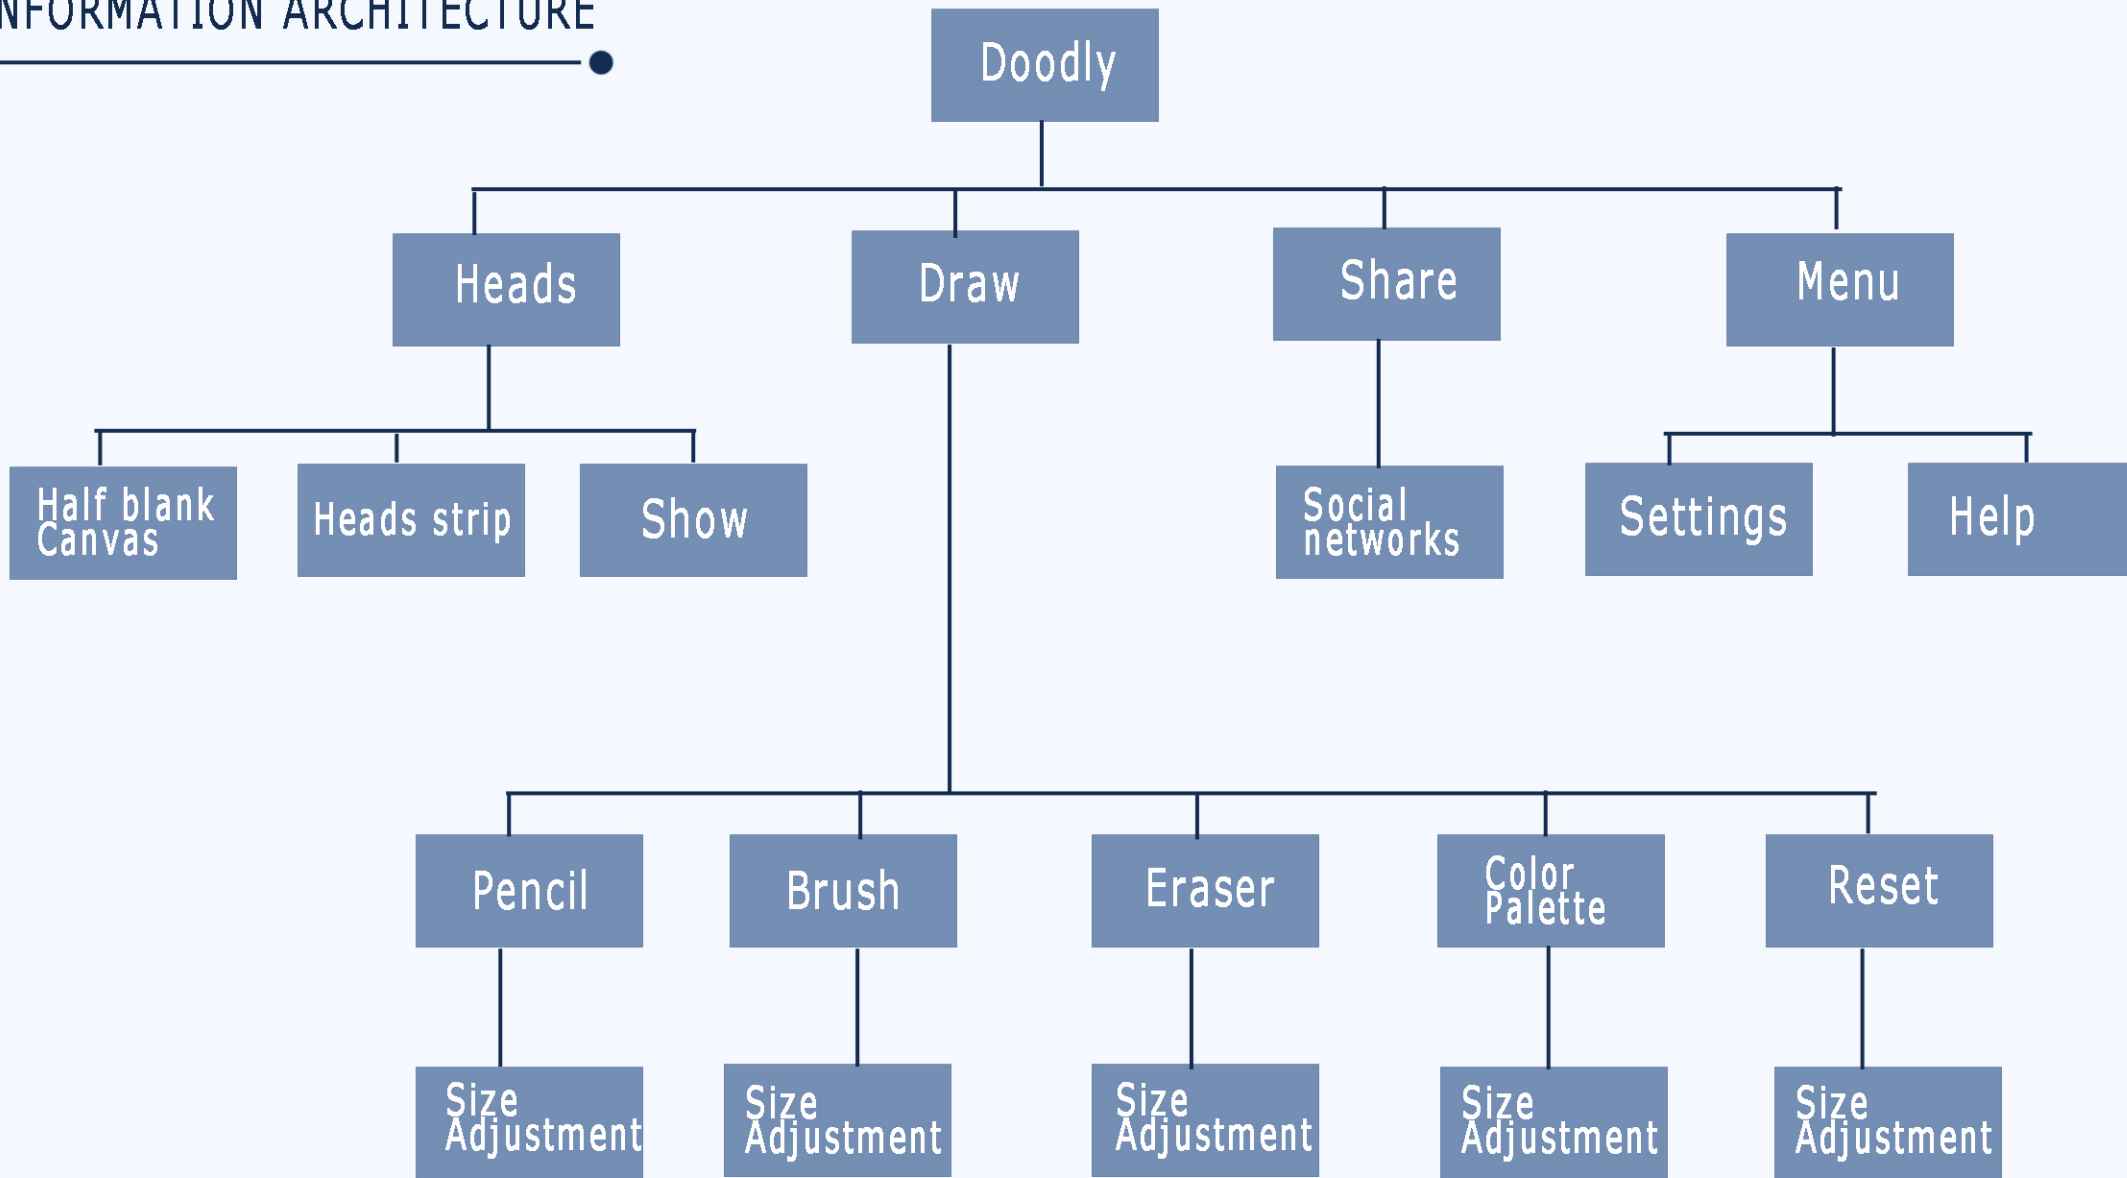 NFORMATION ARCHITECTURE
Doodly
Heads
Draw
Share
Menu
Half blank
Canvas
Heads strip
Show
Social
networks
Settings
Help
Pencil
Brush
Eraser
Color
Palette
Reset
Size
Adjustment
Size
Adjustment
Size
Adjustment
Size
Adjustment
Size
Adjustment